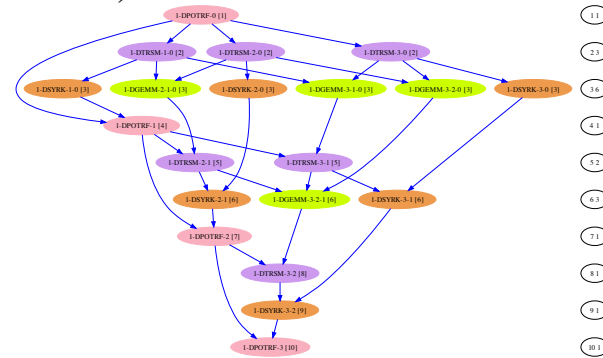 1-DPOTRF-0 [1] 1 1
1-DTRSM-1-0 [2] 1-DTRSM-2-0 [2] 1-DTRSM-3-0 [2] 2 3
1-DSYRK-1-0 [3] 1-DGEMM-2-1-0 [3] 1-DSYRK-2-0 [3] 1-DGEMM-3-1-0 [3] 1-DGEMM-3-2-0 [3] 1-DSYRK-3-0 [3] 3 6
1-DPOTRF-1 [4] 4 1
1-DTRSM-2-1 [5] 1-DTRSM-3-1 [5] 5 2
1-DSYRK-2-1 [6] 1-DGEMM-3-2-1 [6] 1-DSYRK-3-1 [6] 6 3
1-DPOTRF-2 [7] 7 1
1-DTRSM-3-2 [8] 8 1
1-DSYRK-3-2 [9] 9 1
1-DPOTRF-3 [10] 10 1